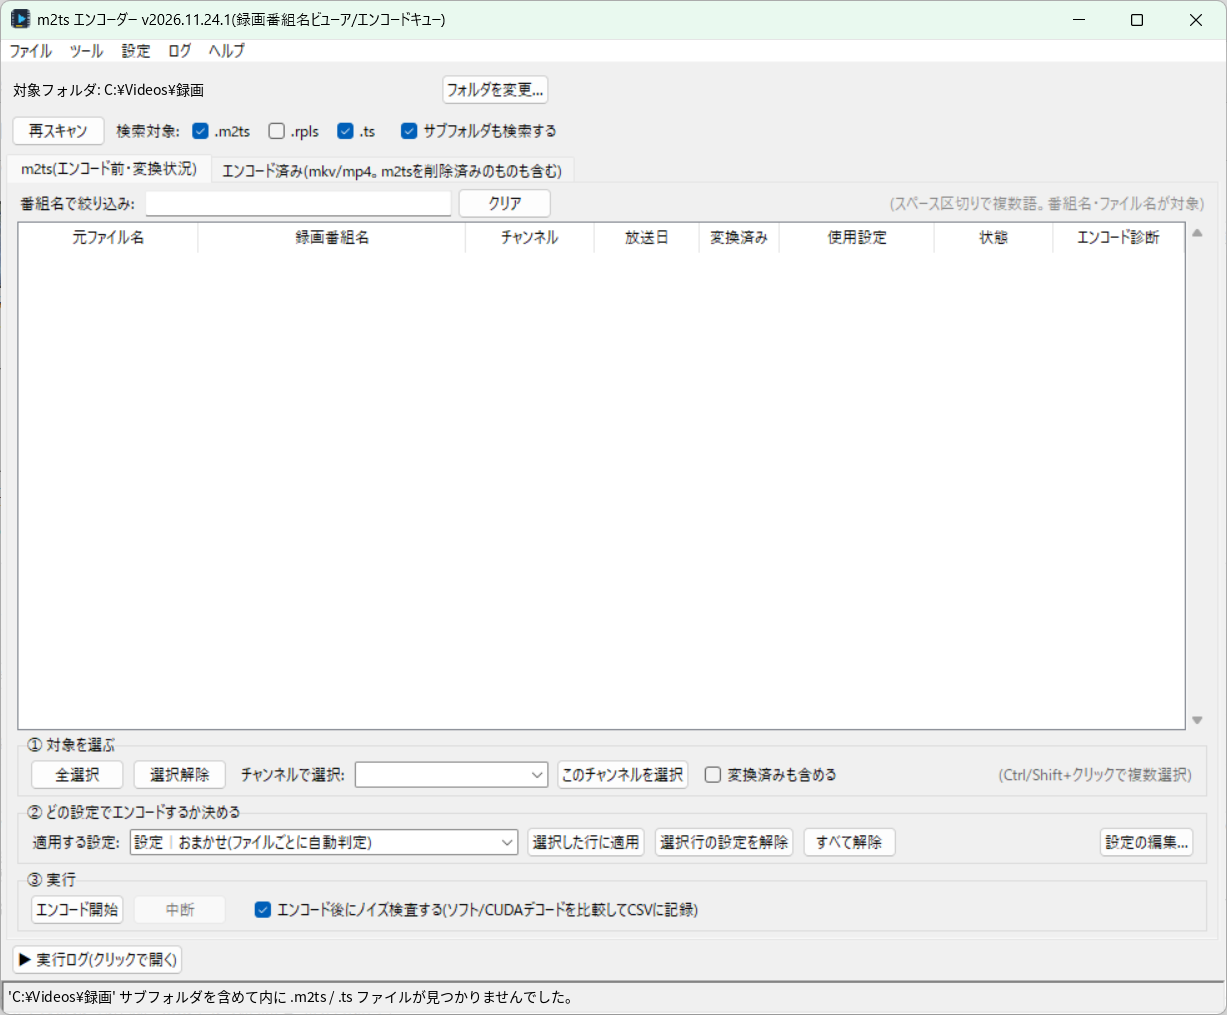 m2ts エンコーダー v2026.11.24.1(録画番組名ビューア/エンコードキュー)
ファイル ツール 設定 ログ ヘルプ
対象フォルダ: C:¥Videos¥録画 フォルダを変更...
再スキャン 検索対象: .m2ts .rpls .ts サブフォルダも検索する
m2ts(エンコード前・変換状況) エンコード済み(mkv/mp4。m2tsを削除済みのものも含む)
番組名で絞り込み: クリア (スペース区切りで複数語。番組名・ファイル名が対象)
元ファイル名 録画番組名 チャンネル 放送日 変換済み 使用設定 状態 エンコード診断
① 対象を選ぶ
全選択 選択解除 チャンネルで選択: このチャンネルを選択 変換済みも含める (Ctrl/Shift+クリックで複数選択)
② どの設定でエンコードするか決める
適用する設定: 設定｜おまかせ(ファイルごとに自動判定) 選択した行に適用 選択行の設定を解除 すべて解除 設定の編集...
③ 実行
エンコード開始 中断 エンコード後にノイズ検査する(ソフト/CUDAデコードを比較してCSVに記録)
▶ 実行ログ(クリックで開く)
'C:¥Videos¥録画' サブフォルダを含めて内に .m2ts / .ts ファイルが見つかりませんでした。